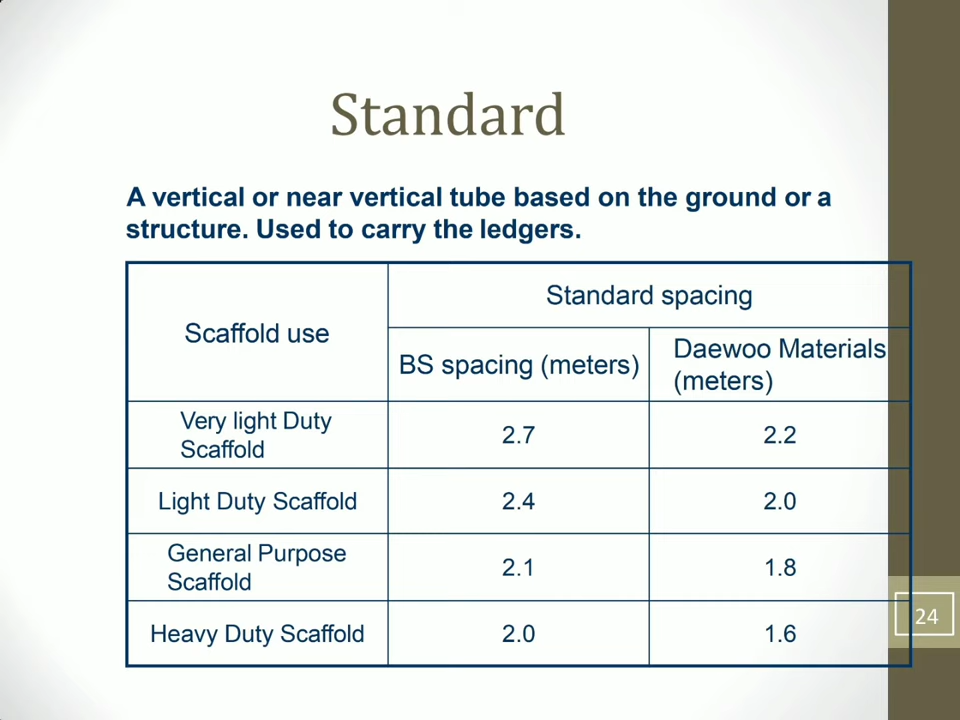 Standard
A vertical or near vertical tube based on the ground or a
structure. Used to carry the ledgers.
Scaffold use
Standard spacing
BS spacing (meters)
Daewoo Materials
(meters)
Very light Duty
Scaffold
2.7
2.2
Light Duty Scaffold
2.4
2.0
General Purpose
Scaffold
2.1
1.8
Heavy Duty Scaffold
2.0
1.6
24